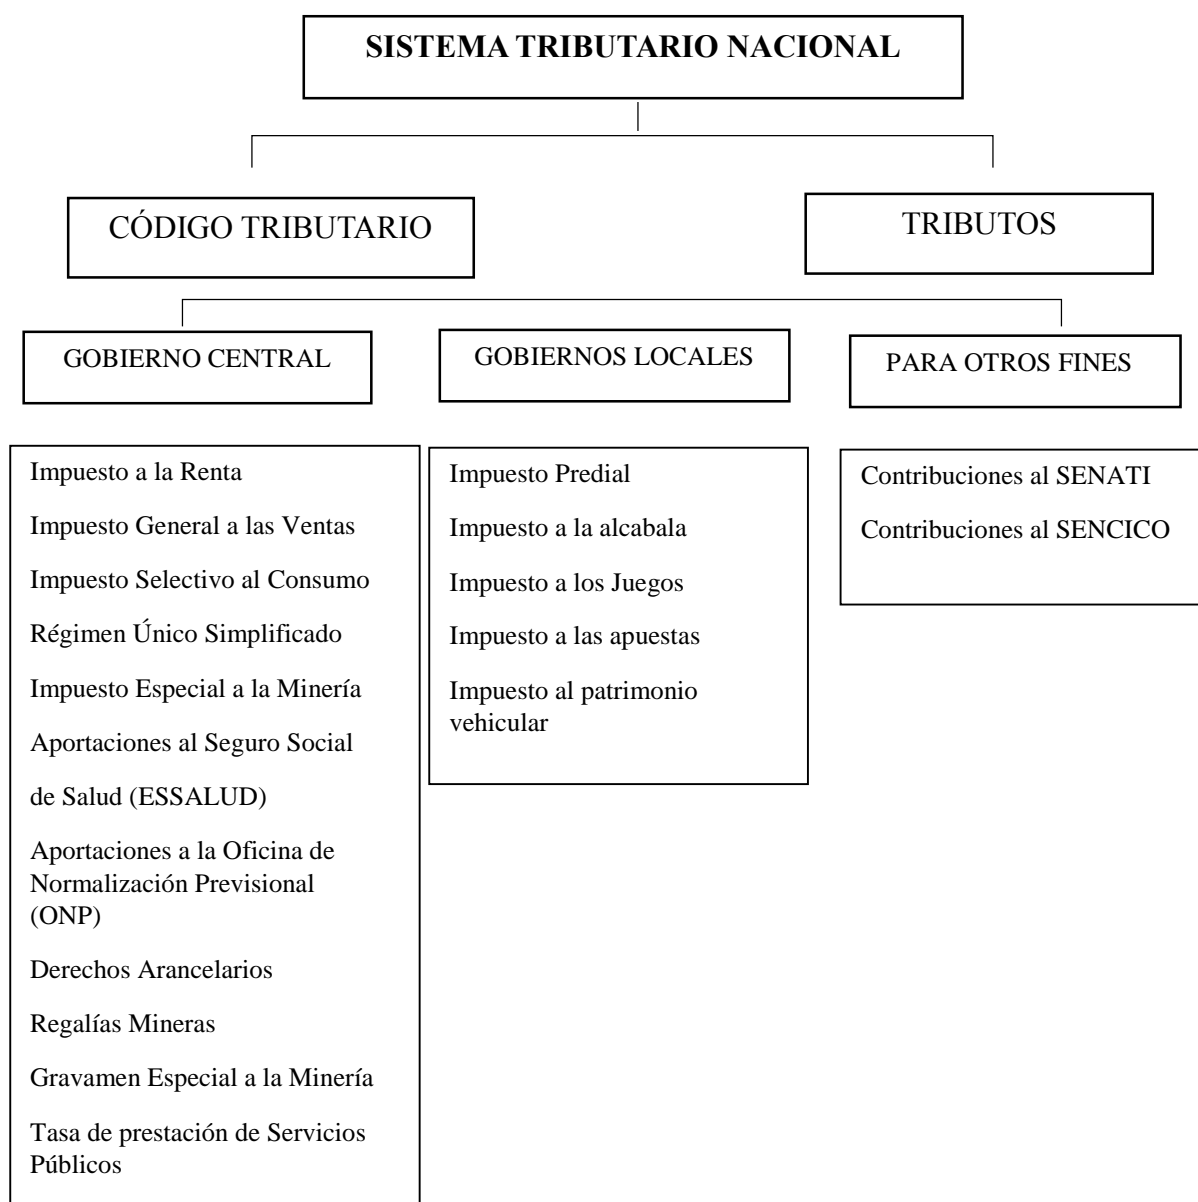 SISTEMA TRIBUTARIO NACIONAL
CÓDIGO TRIBUTARIO
TRIBUTOS
GOBIERNO CENTRAL
GOBIERNOS LOCALES
PARA OTROS FINES
Impuesto a la Renta
Impuesto General a las Ventas
Impuesto Selectivo al Consumo
Régimen Único Simplificado
Impuesto Especial a la Minería
Aportaciones al Seguro Social
de Salud (ESSALUD)
Aportaciones a la Oficina de
Normalización Previsional
(ONP)
Derechos Arancelarios
Regalías Mineras
Gravamen Especial a la Minería
Tasa de prestación de Servicios
Públicos
Impuesto Predial
Impuesto a la alcabala
Impuesto a los Juegos
Impuesto a las apuestas
Impuesto al patrimonio
vehicular
Contribuciones al SENATI
Contribuciones al SENCICO